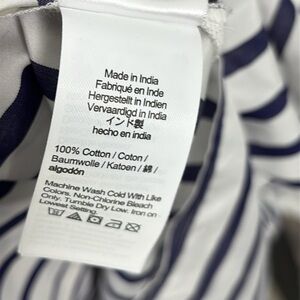 Made in India
Fabriqué en Inde
Hergestellt in Indien
Vervaardigd in India
インド製
hecho en india
100% Cotton / Coton /
Baumwolle / Katoen / 綿 /
algodón
Machine Wash Cold With Like
Colors. Non-Chlorine Bleach
Only. Tumble Dry Low. Iron on
Lowest Setting.